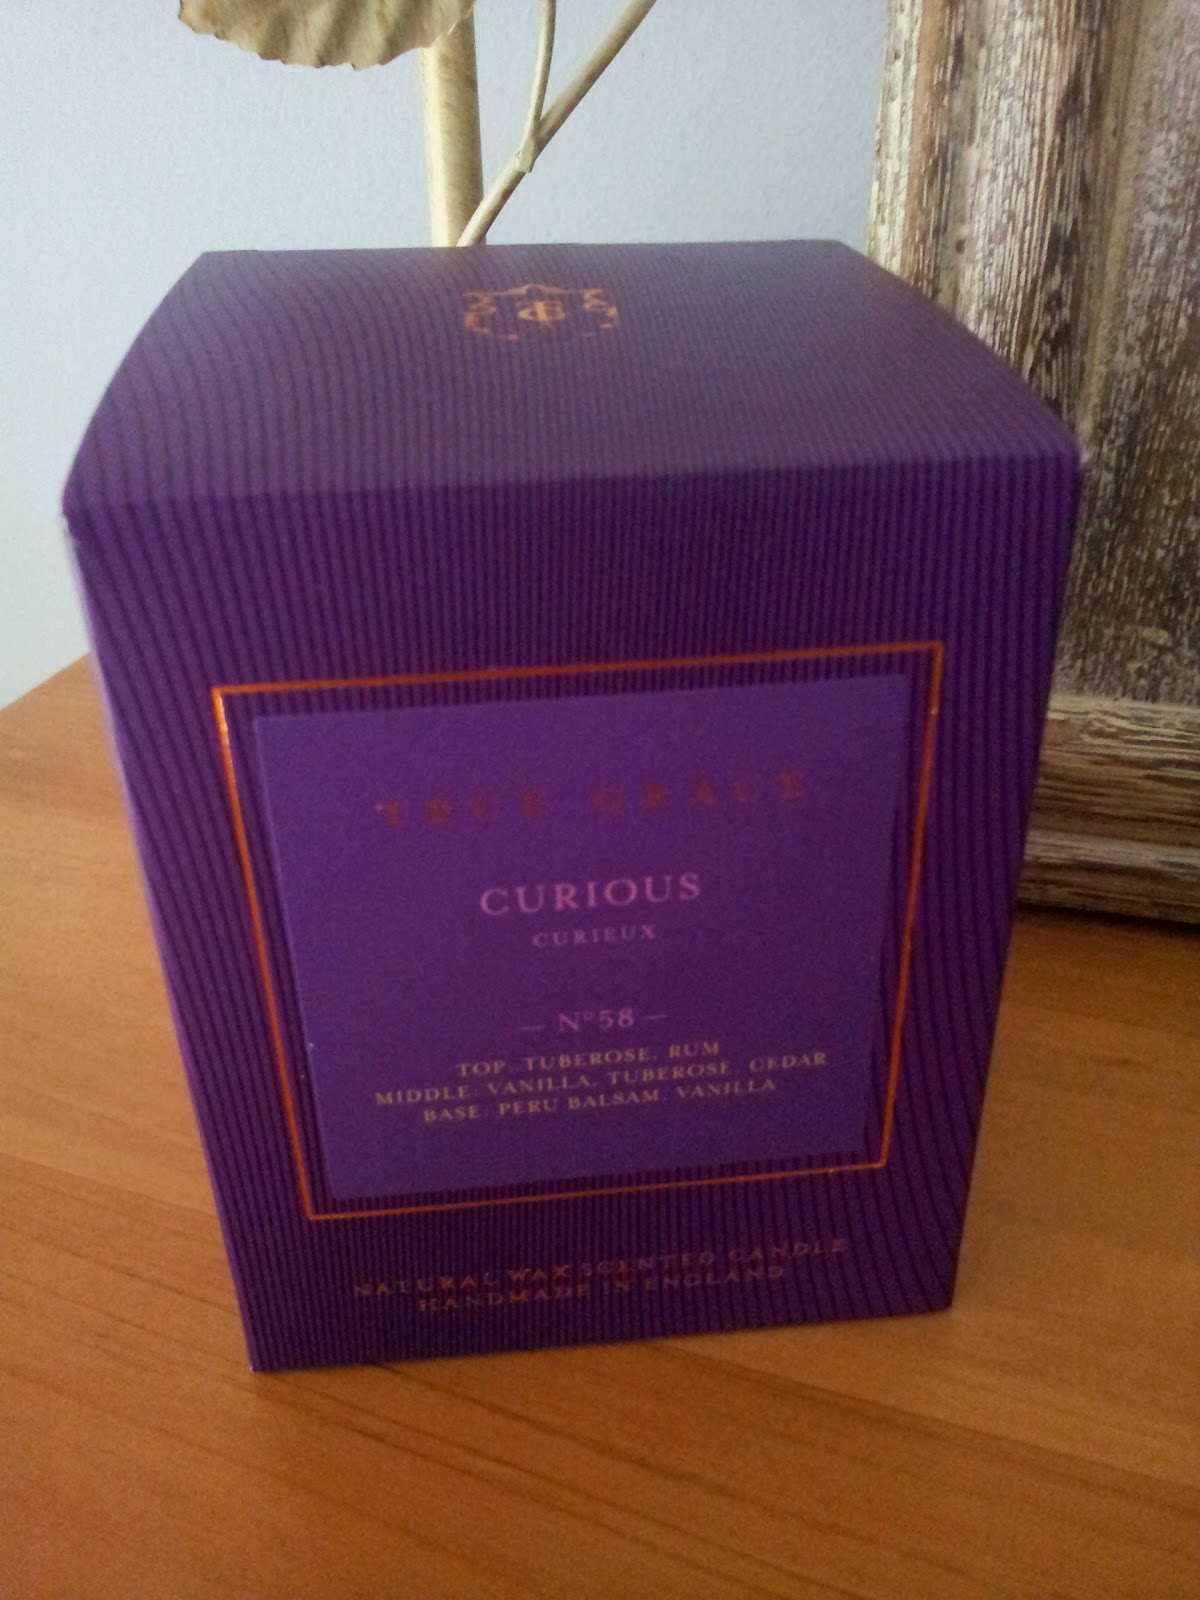 TG
TRUE GRACE
CURIOUS
CURIEUX
— Nº58 —
TOP: TUBEROSE, RUM
MIDDLE: VANILLA, TUBEROSE, CEDAR
BASE: PERU BALSAM, VANILLA
NATURAL WAX SCENTED CANDLE
HANDMADE IN ENGLAND